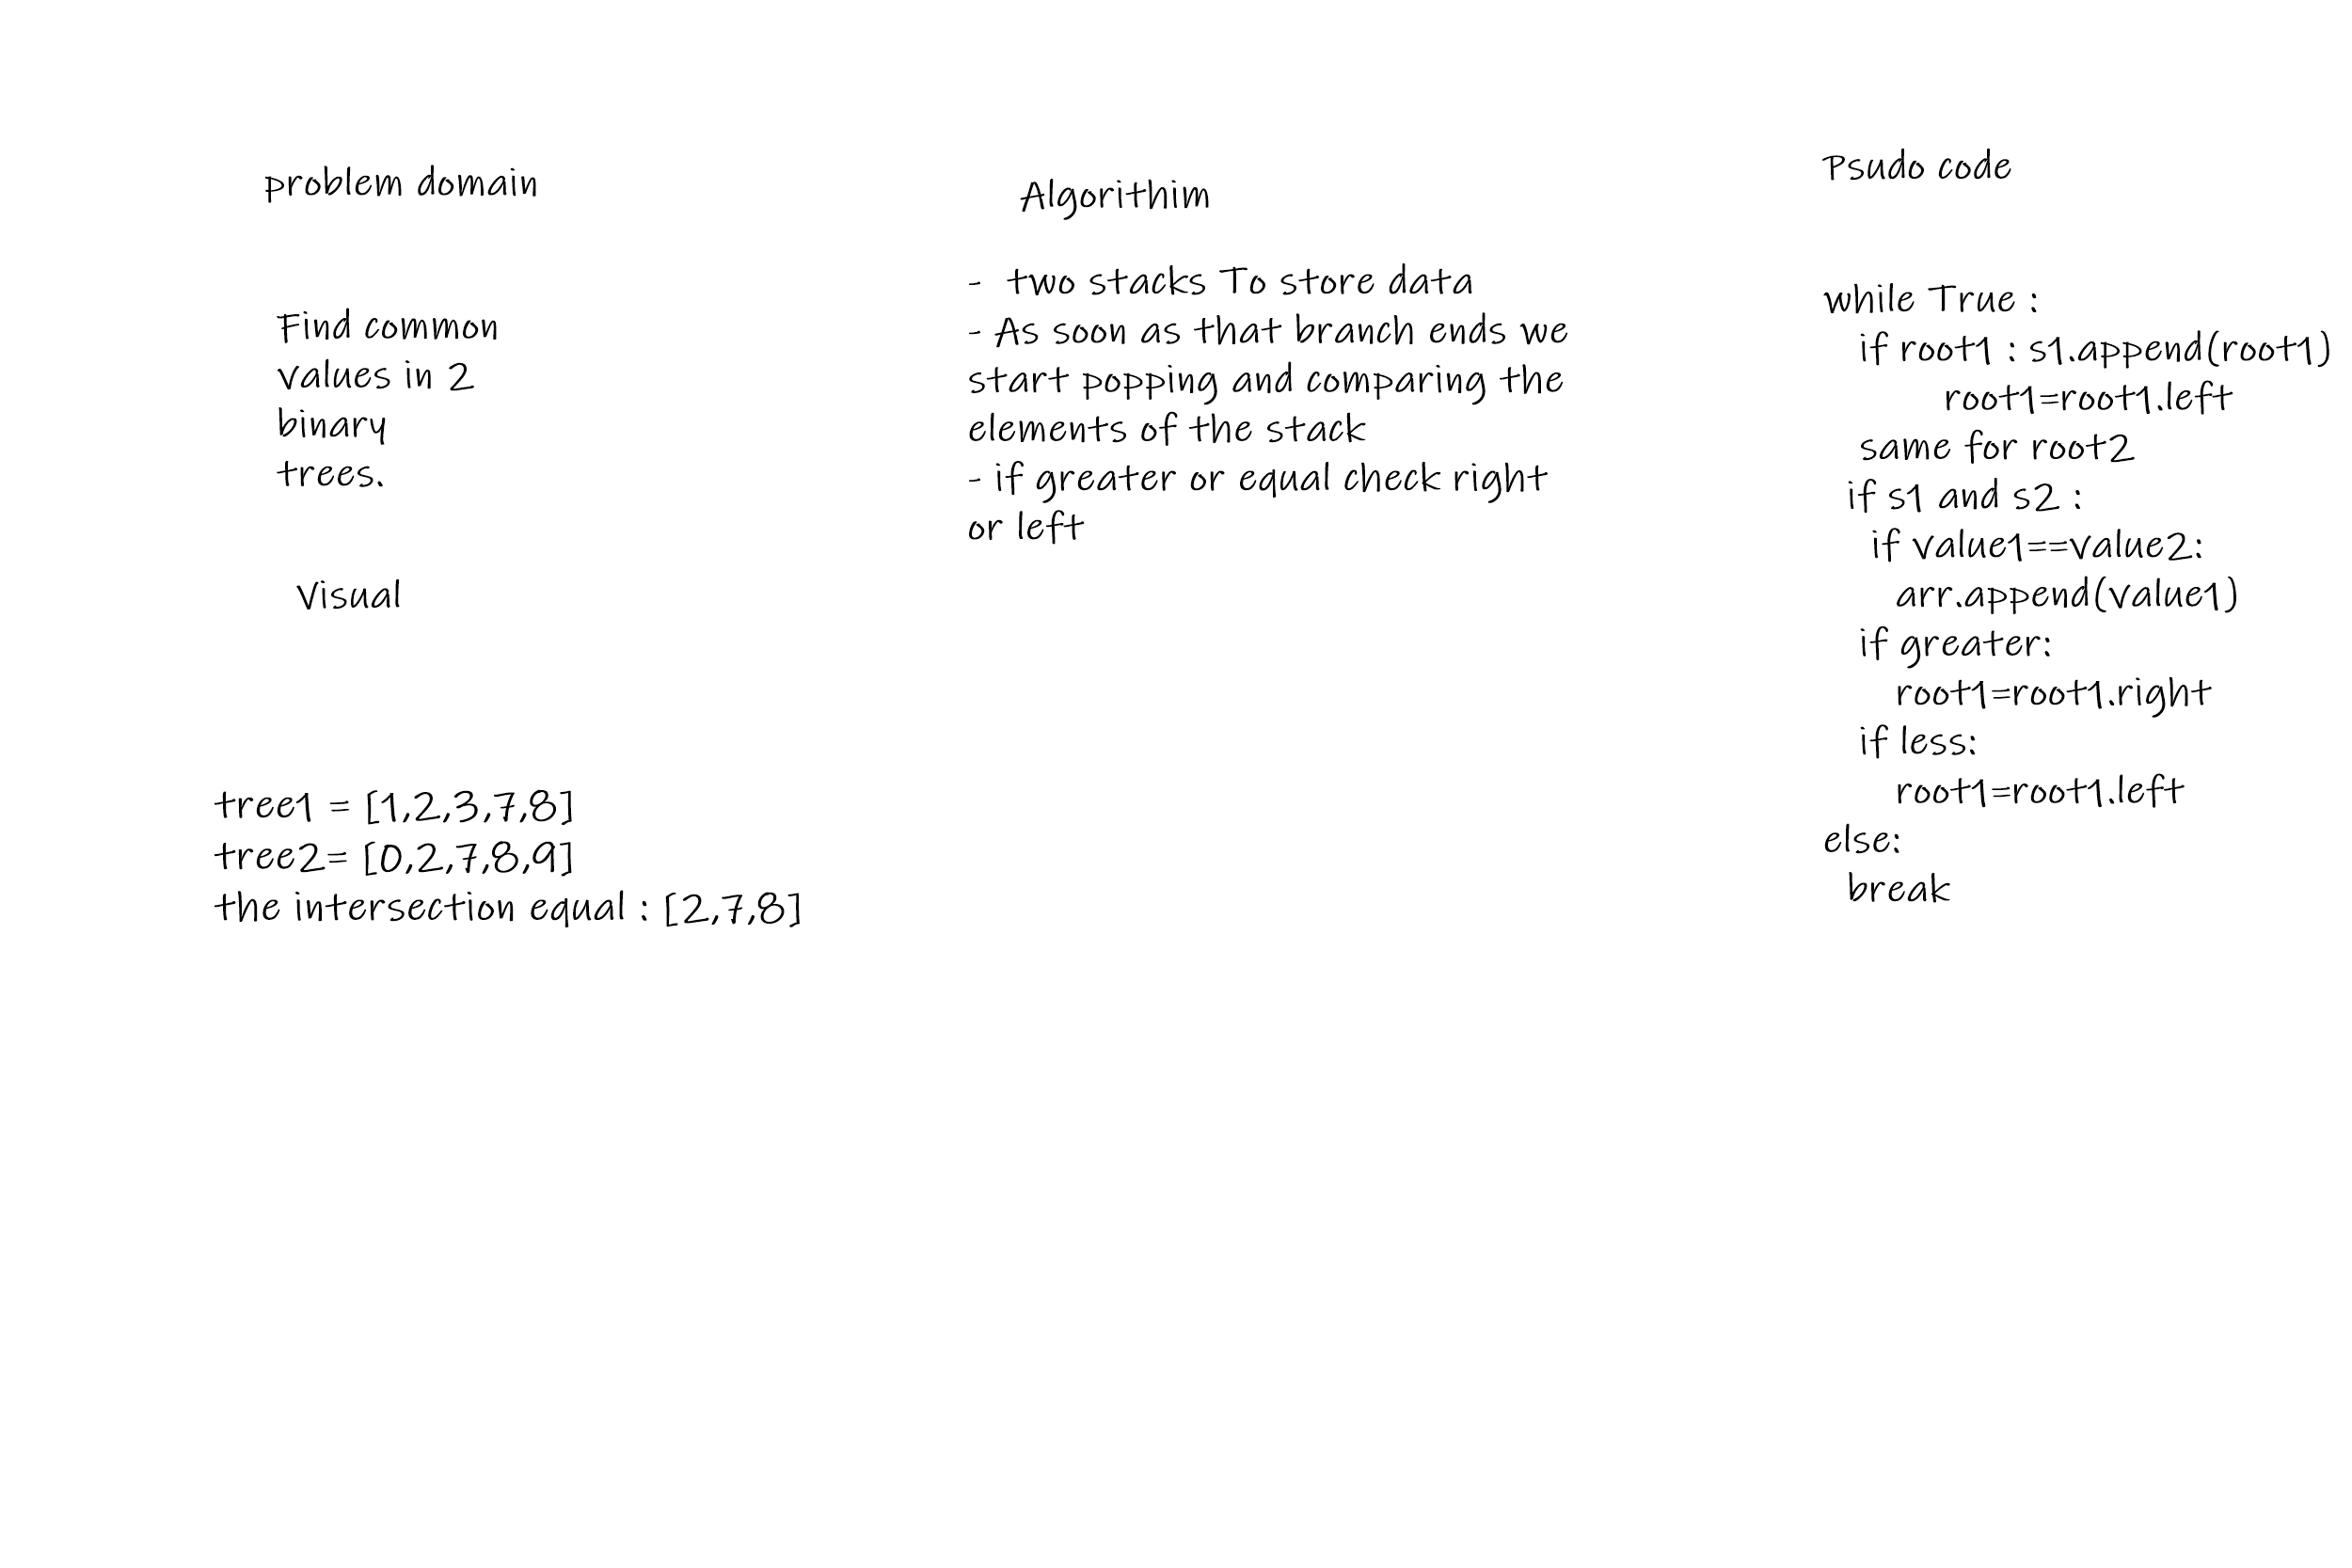 problem domain
Find common
values in 2
binary
trees.
Visual
tree1 = [1,2,3,7,8]
tree2= [0,2,7,8,9]
the intersection equal : [2,7,8]
Algorithim
- two stacks To store data
- As soon as that branch ends we
start popping and comparing the
elements of the stack
- if greater or equal check right
or left
Psudo code
while True :
if root1 : s1.append(root1)
root1=root1.left
same for root2
if s1 and s2 :
if value1==value2:
arr.append(value1)
if greater:
root1=root1.right
if less:
root1=root1.left
else:
break